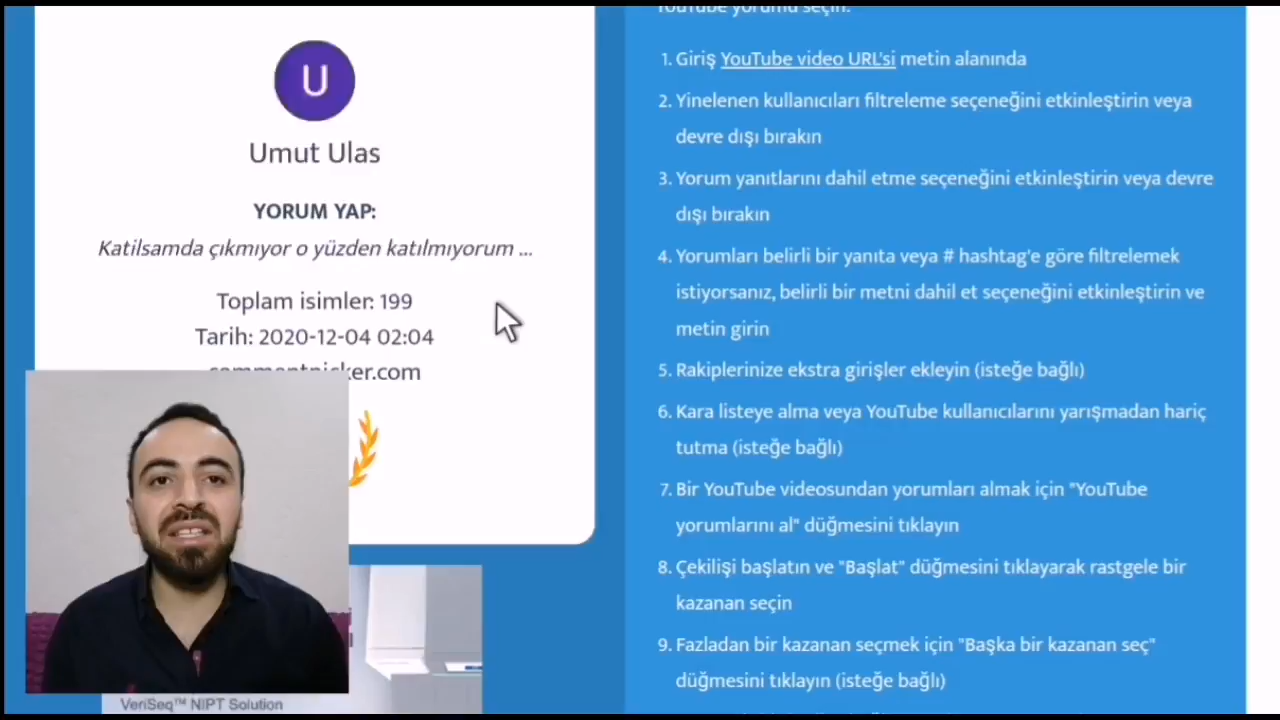 U
Umut Ulas
YORUM YAP:
Katilsamda çıkmıyor o yüzden katılmıyorum ...
Toplam isimler: 199
Tarih: 2020-12-04 02:04
commentpicker.com
VeriSeq™ NIPT Solution
YouTube yorumu seçin:
1. Giriş YouTube video URL'si metin alanında
2. Yinelenen kullanıcıları filtreleme seçeneğini etkinleştirin veya
devre dışı bırakın
3. Yorum yanıtlarını dahil etme seçeneğini etkinleştirin veya devre
dışı bırakın
4. Yorumları belirli bir yanıta veya # hashtag'e göre filtrelemek
istiyorsanız, belirli bir metni dahil et seçeneğini etkinleştirin ve
metin girin
5. Rakiplerinize ekstra girişler ekleyin (isteğe bağlı)
6. Kara listeye alma veya YouTube kullanıcılarını yarışmadan hariç
tutma (isteğe bağlı)
7. Bir YouTube videosundan yorumları almak için "YouTube
yorumlarını al" düğmesini tıklayın
8. Çekilişi başlatın ve "Başlat" düğmesini tıklayarak rastgele bir
kazanan seçin
9. Fazladan bir kazanan seçmek için "Başka bir kazanan seç"
düğmesini tıklayın (isteğe bağlı)